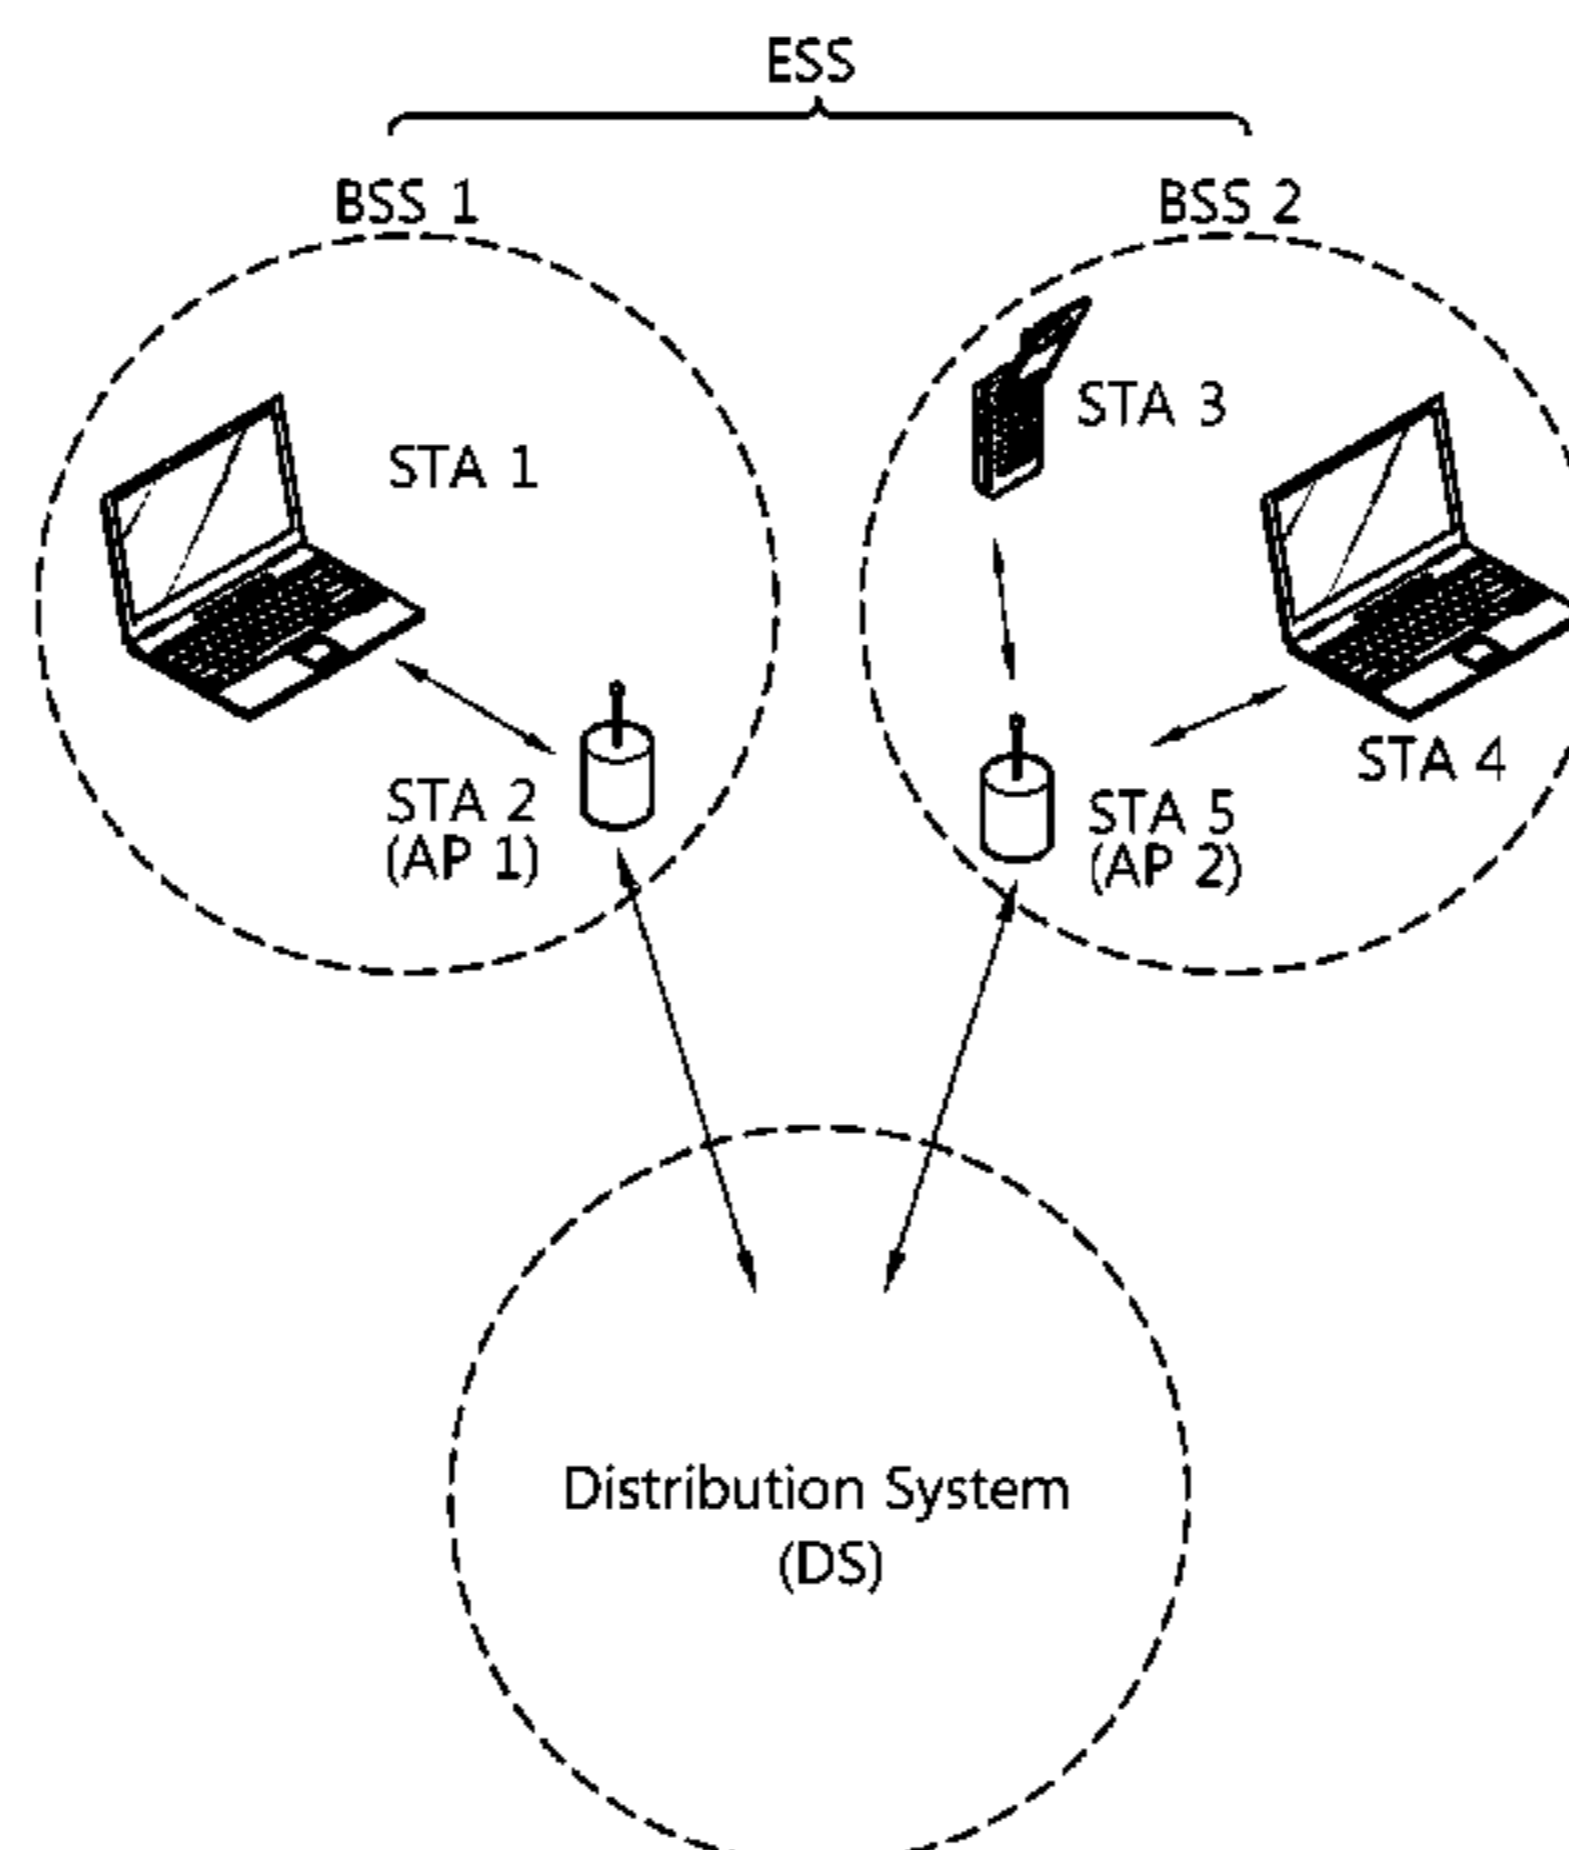 ESS
BSS 1
BSS 2
STA 1
STA 3
STA 2
(AP 1)
STA 4
STA 5
(AP 2)
Distribution System
(DS)